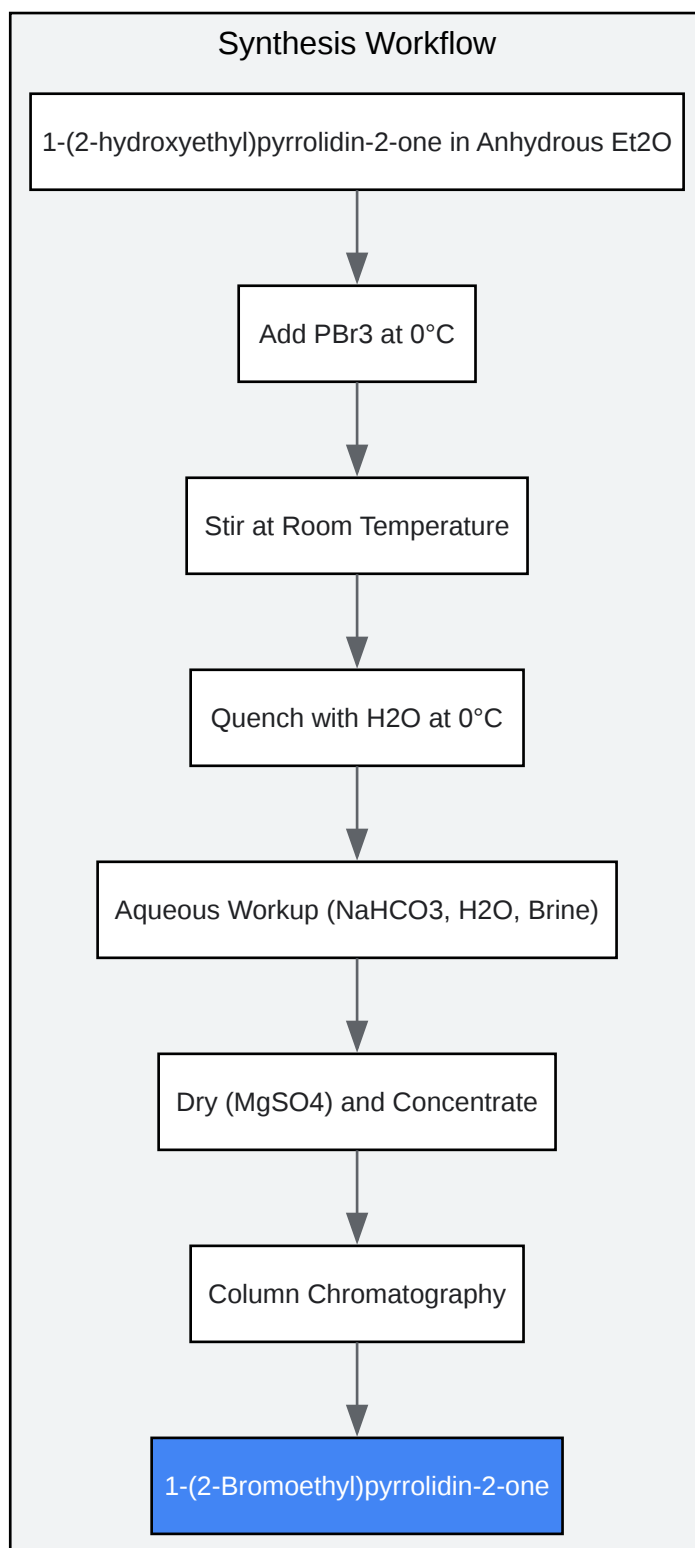 Synthesis Workflow
1-(2-hydroxyethyl)pyrrolidin-2-one in Anhydrous Et2O
Add PBr3 at 0°C
Stir at Room Temperature
Quench with H2O at 0°C
Aqueous Workup (NaHCO3, H2O, Brine)
Dry (MgSO4) and Concentrate
Column Chromatography
1-(2-Bromoethyl)pyrrolidin-2-one